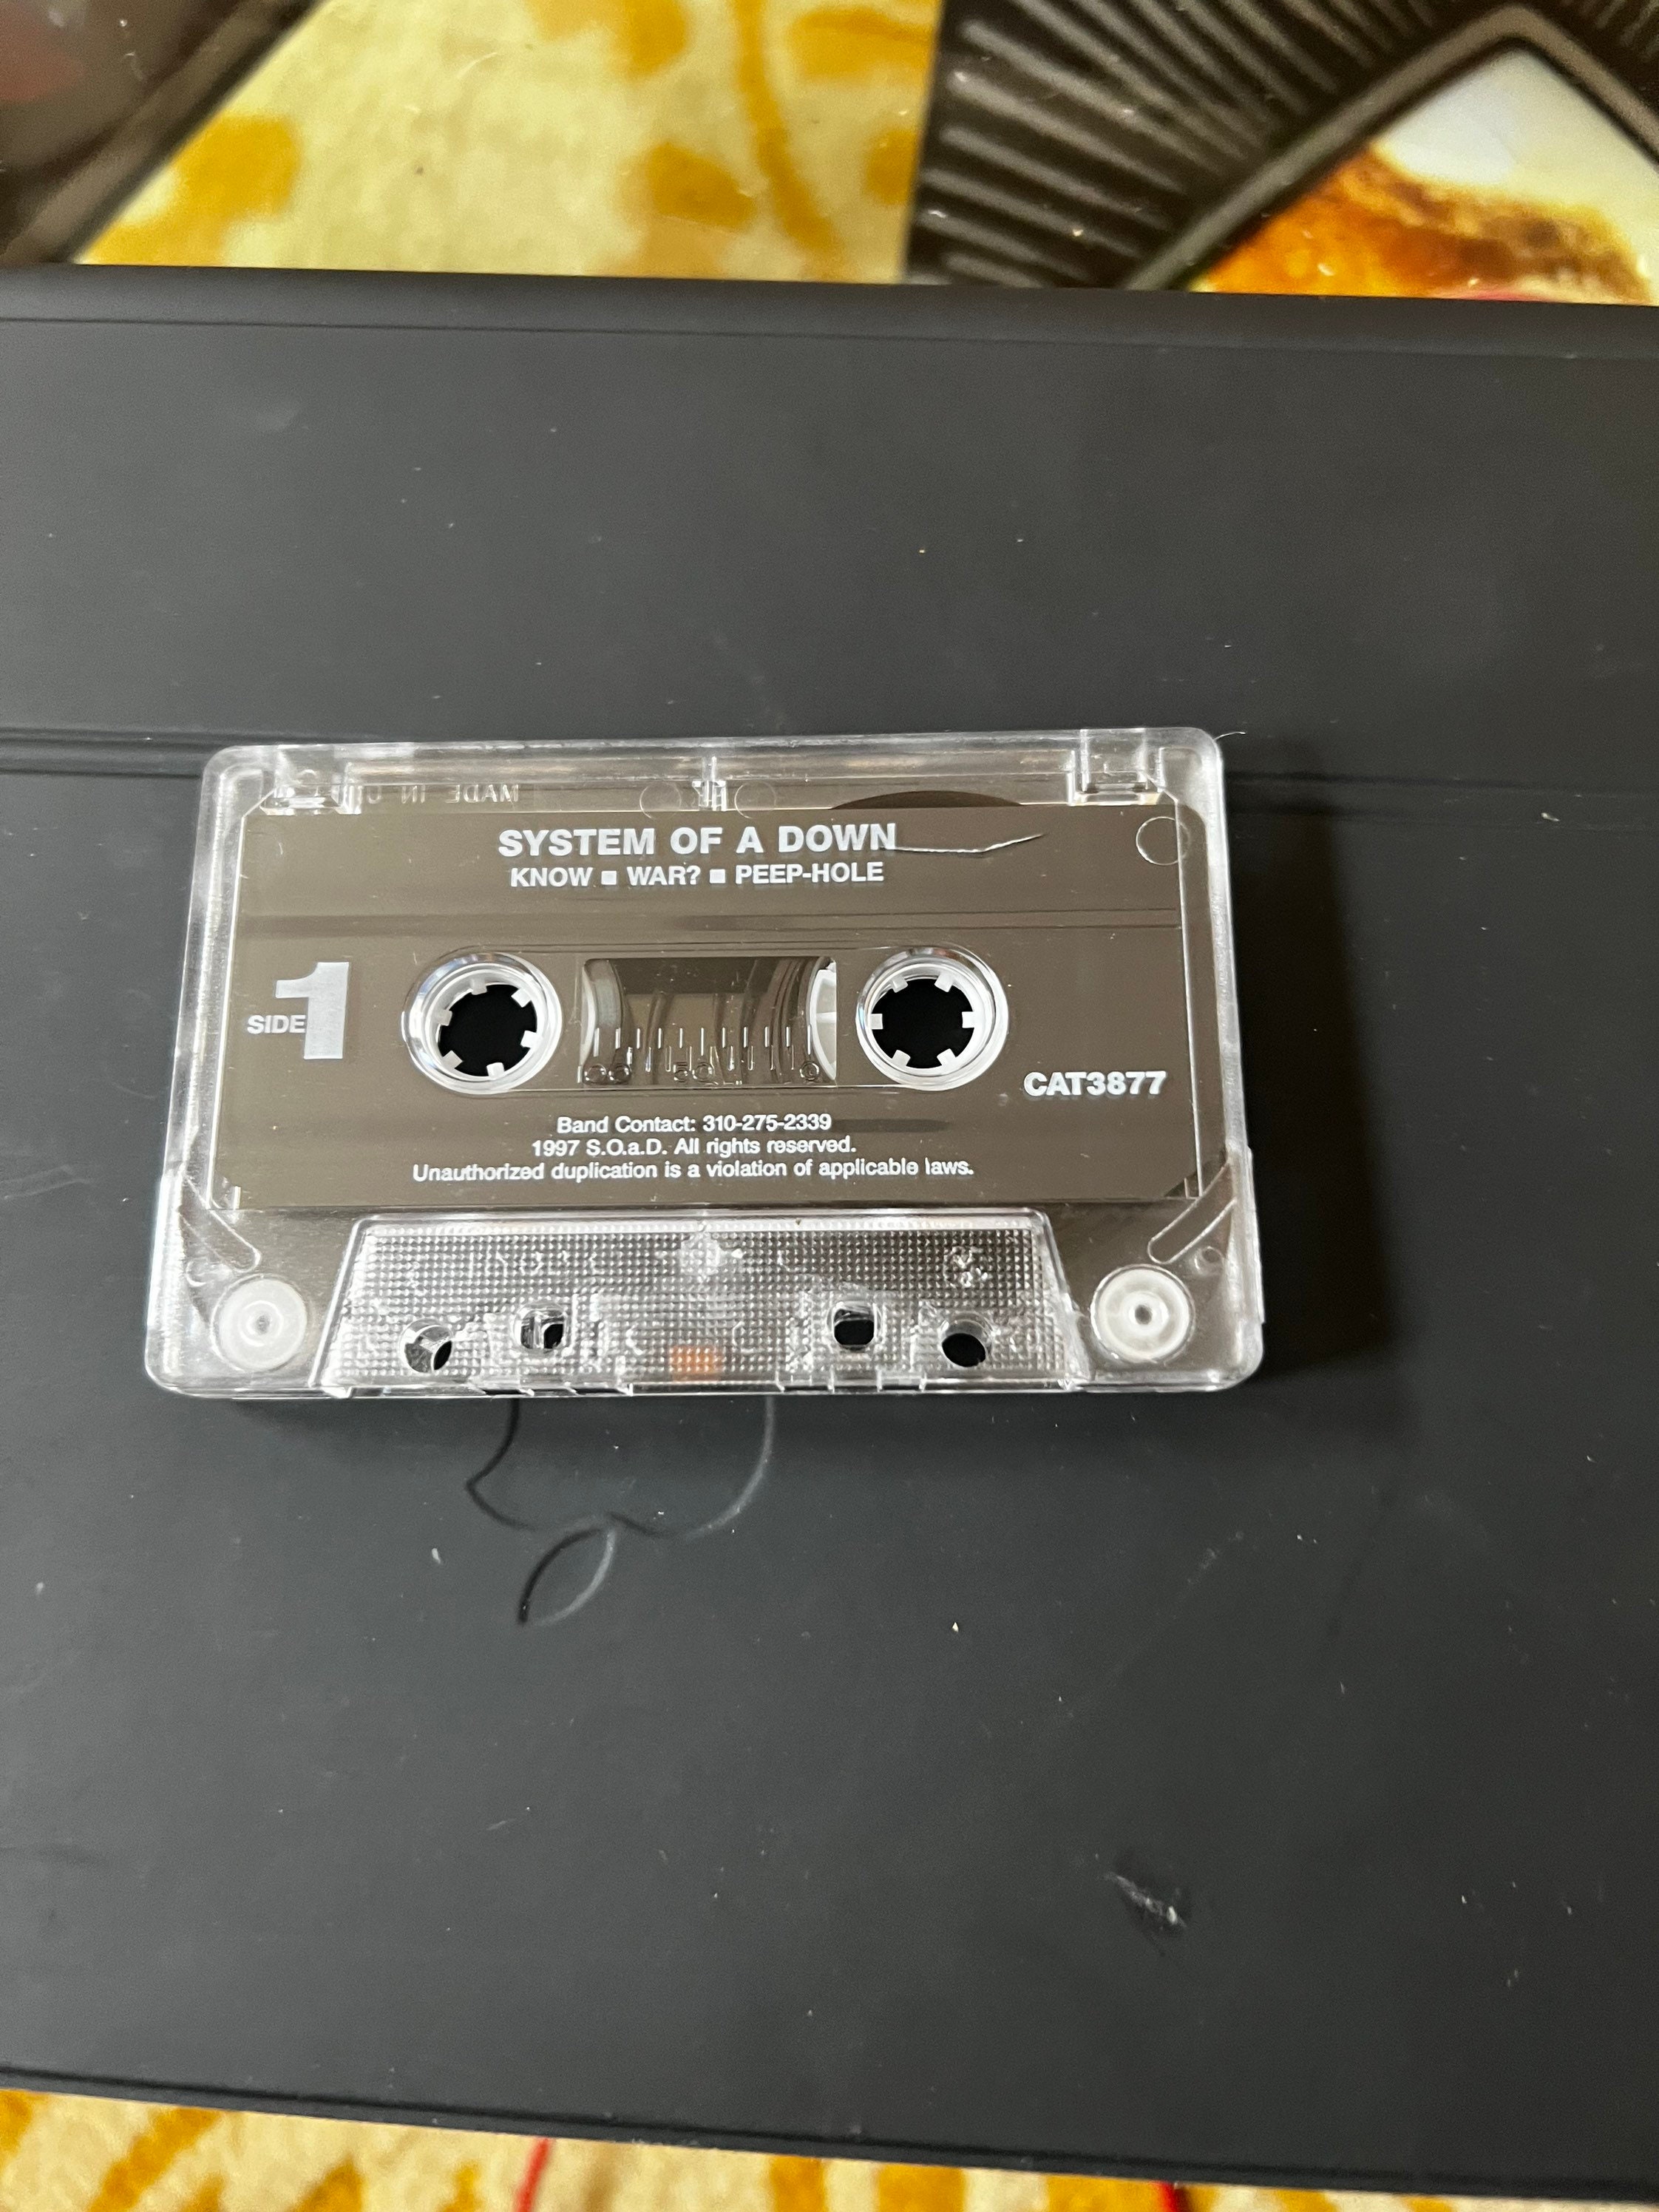 SYSTEM OF A DOWN
KNOW ▪ WAR? ▪ PEEP-HOLE
SIDE 1
CAT3877
Band Contact: 310-275-2339
1997 S.O.a.D. All rights reserved.
Unauthorized duplication is a violation of applicable laws.